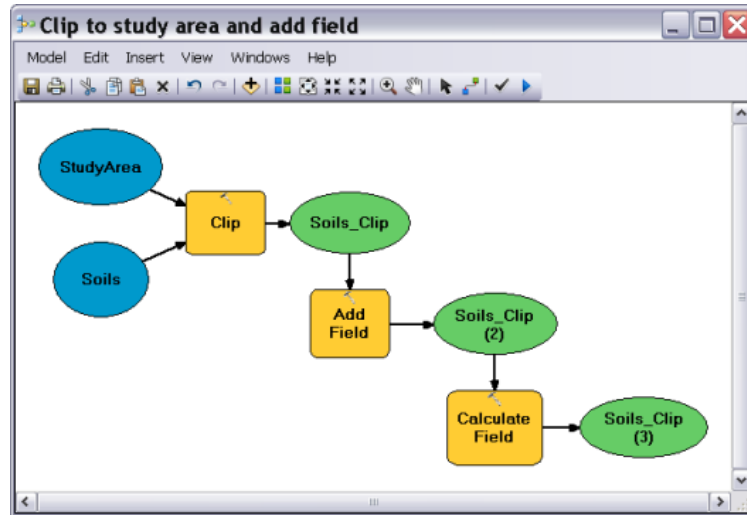 Clip to study area and add field
Model Edit Insert View Windows Help
StudyArea
Clip
Soils_Clip
Soils
Add
Field
Soils_Clip
(2)
Calculate
Field
Soils_Clip
(3)